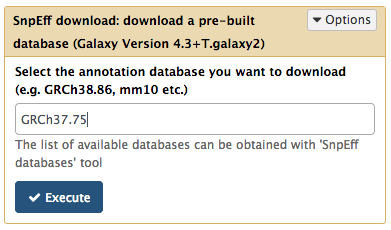 SnpEff download: download a pre-built
database (Galaxy Version 4.3+T.galaxy2)
Options
Select the annotation database you want to download
(e.g. GRCh38.86, mm10 etc.)
GRCh37.75
The list of available databases can be obtained with 'SnpEff
databases' tool
Execute